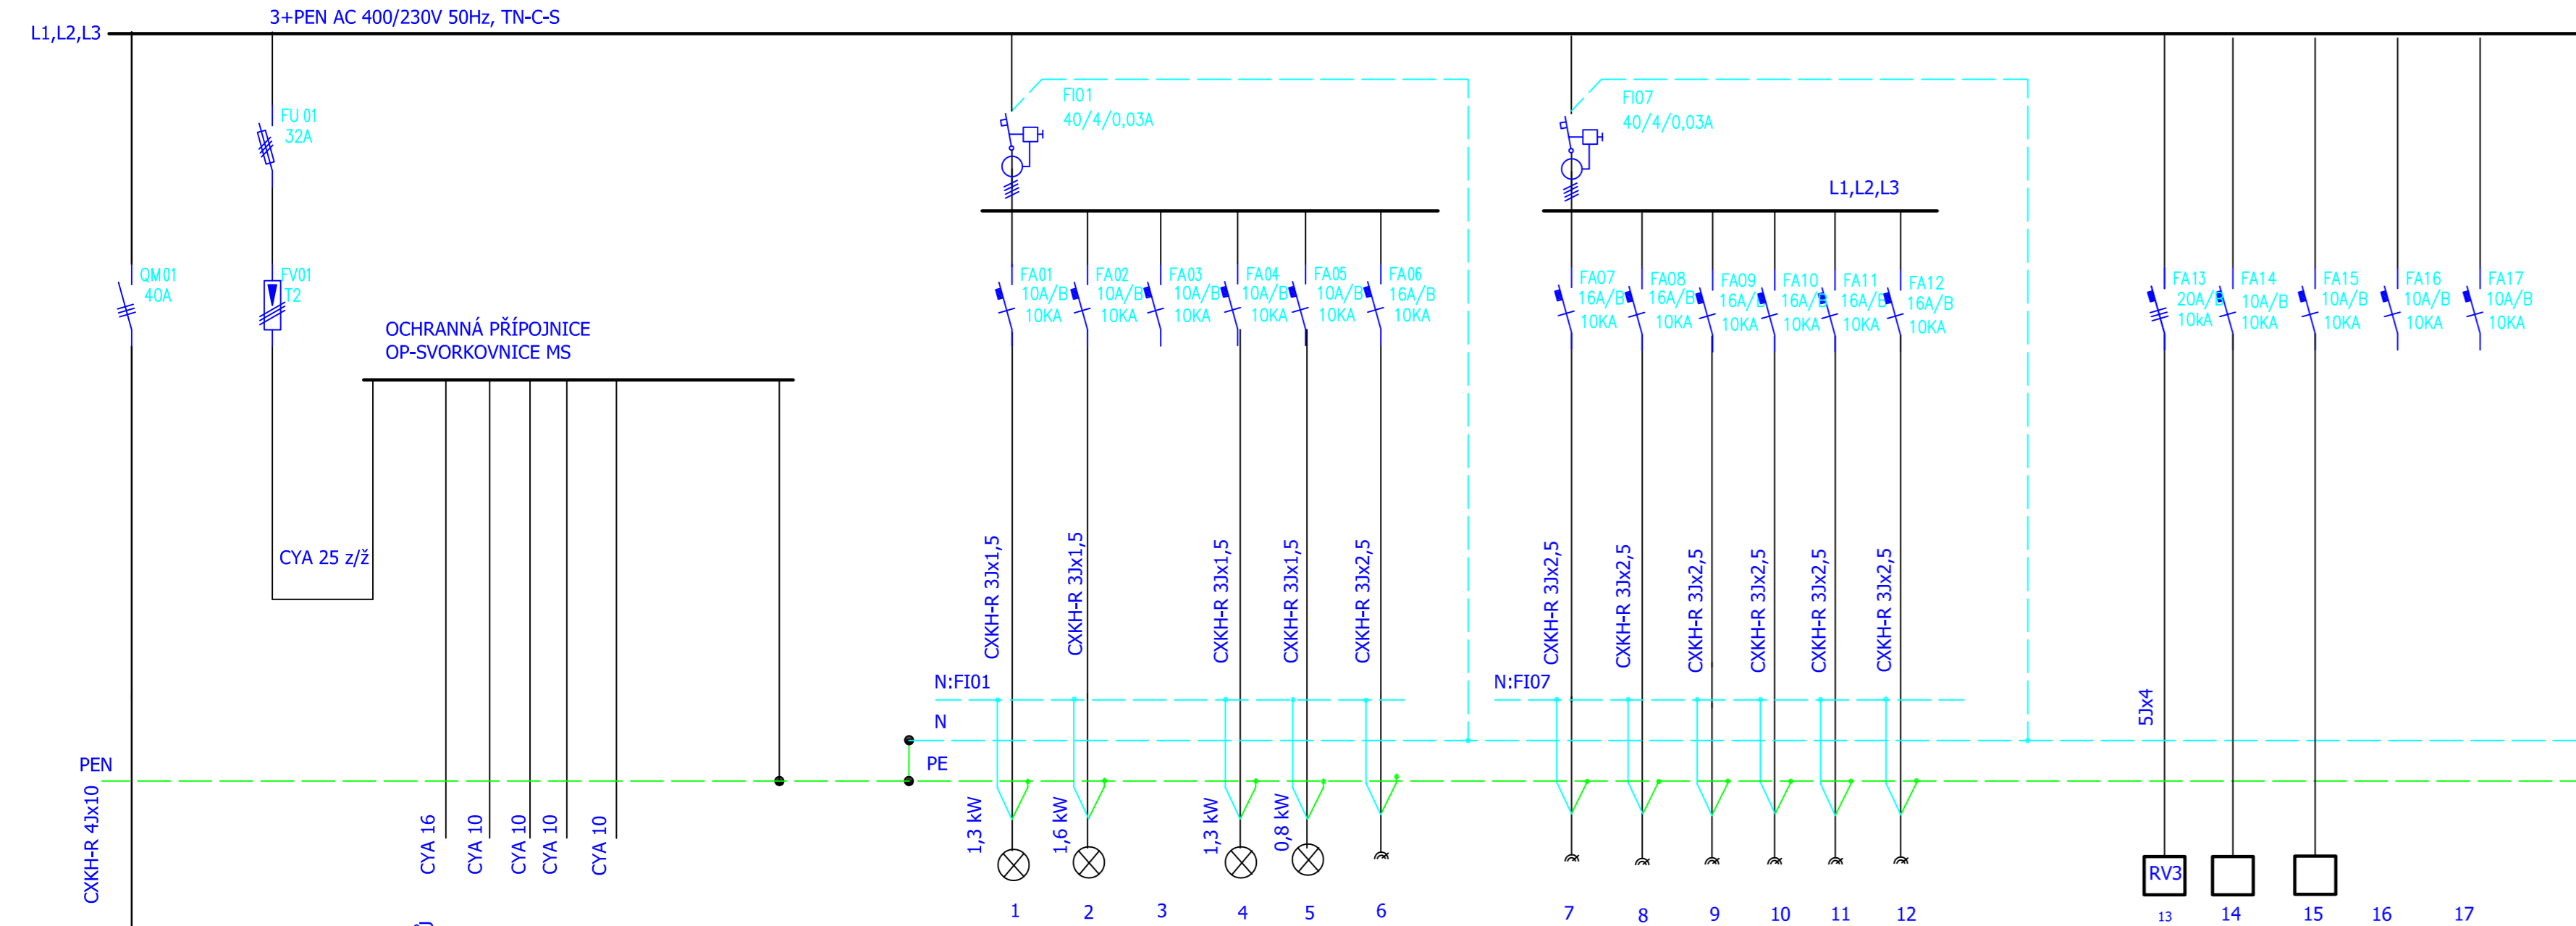 3+PEN AC 400/230V 50Hz, TN-C-S
L1,L2,L3
FU 01
32A
QM01
40A
FV01
T2
OCHRANNÁ PŘÍPOJNICE
OP-SVORKOVNICE MS
CYA 25 z/ž
PEN
CXKH-R 4Jx10
CYA 16
CYA 10
CYA 10
CYA 10
CYA 10
FI01
40/4/0,03A
FA01
10A/B
10KA
FA02
10A/B
10KA
FA03
10A/B
10KA
FA04
10A/B
10KA
FA05
10A/B
10KA
FA06
16A/B
10KA
CXKH-R 3Jx1,5
CXKH-R 3Jx1,5
CXKH-R 3Jx1,5
CXKH-R 3Jx1,5
CXKH-R 3Jx2,5
N:FI01
N
PE
1,3 kW
1,6 kW
1,3 kW
0,8 kW
1
2
3
4
5
6
FI07
40/4/0,03A
L1,L2,L3
FA07
16A/B
10KA
FA08
16A/B
10KA
FA09
16A/B
10KA
FA10
16A/B
10KA
FA11
16A/B
10KA
FA12
16A/B
10KA
CXKH-R 3Jx2,5
CXKH-R 3Jx2,5
CXKH-R 3Jx2,5
CXKH-R 3Jx2,5
CXKH-R 3Jx2,5
CXKH-R 3Jx2,5
N:FI07
7
8
9
10
11
12
FA13
20A/B
10kA
FA14
10A/B
10KA
FA15
10A/B
10KA
FA16
10A/B
10KA
FA17
10A/B
10KA
5Jx4
RV3
13
14
15
16
17